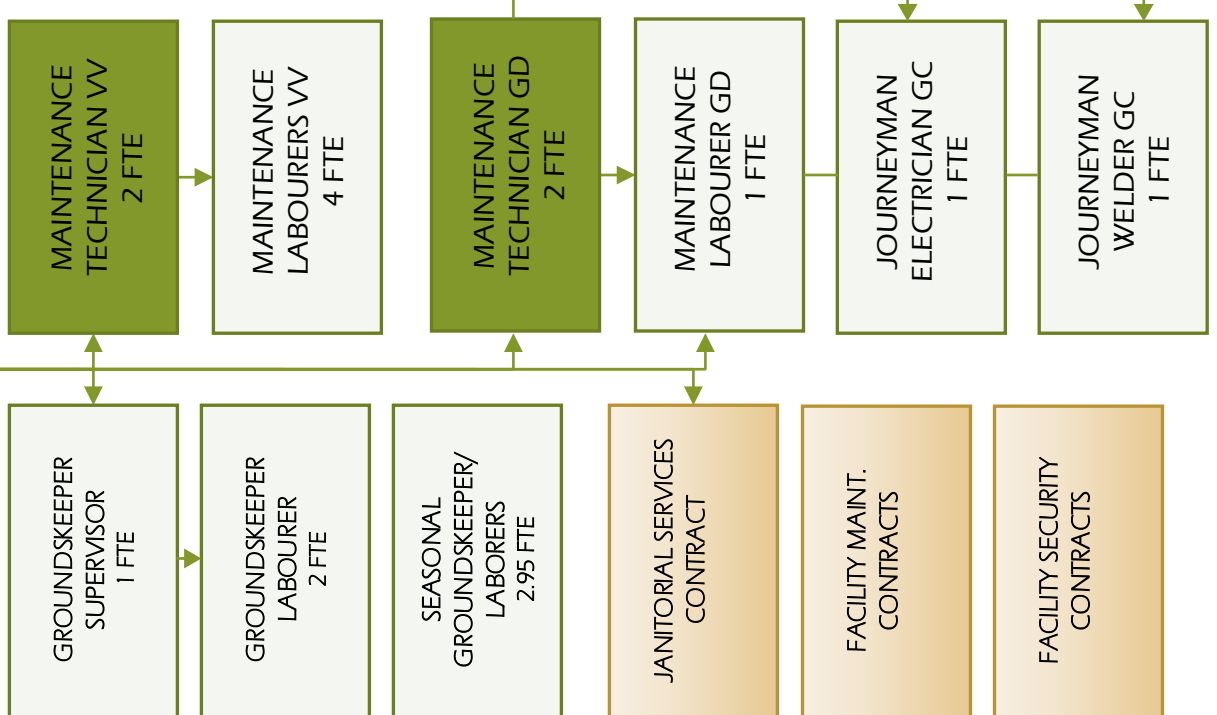 MAINTENANCE
TECHNICIAN VV
2 FTE
MAINTENANCE
LABOURERS VV
4 FTE
MAINTENANCE
TECHNICIAN GD
2 FTE
MAINTENANCE
LABOURER GD
1 FTE
JOURNEYMAN
ELECTRICIAN GC
1 FTE
JOURNEYMAN
WELDER GC
1 FTE
GROUNDSKEEPER
SUPERVISOR
1 FTE
GROUNDSKEEPER
LABOURER
2 FTE
SEASONAL
GROUNDSKEEPER/
LABORERS
2.95 FTE
JANITORIAL SERVICES
CONTRACT
FACILITY MAINT.
CONTRACTS
FACILITY SECURITY
CONTRACTS